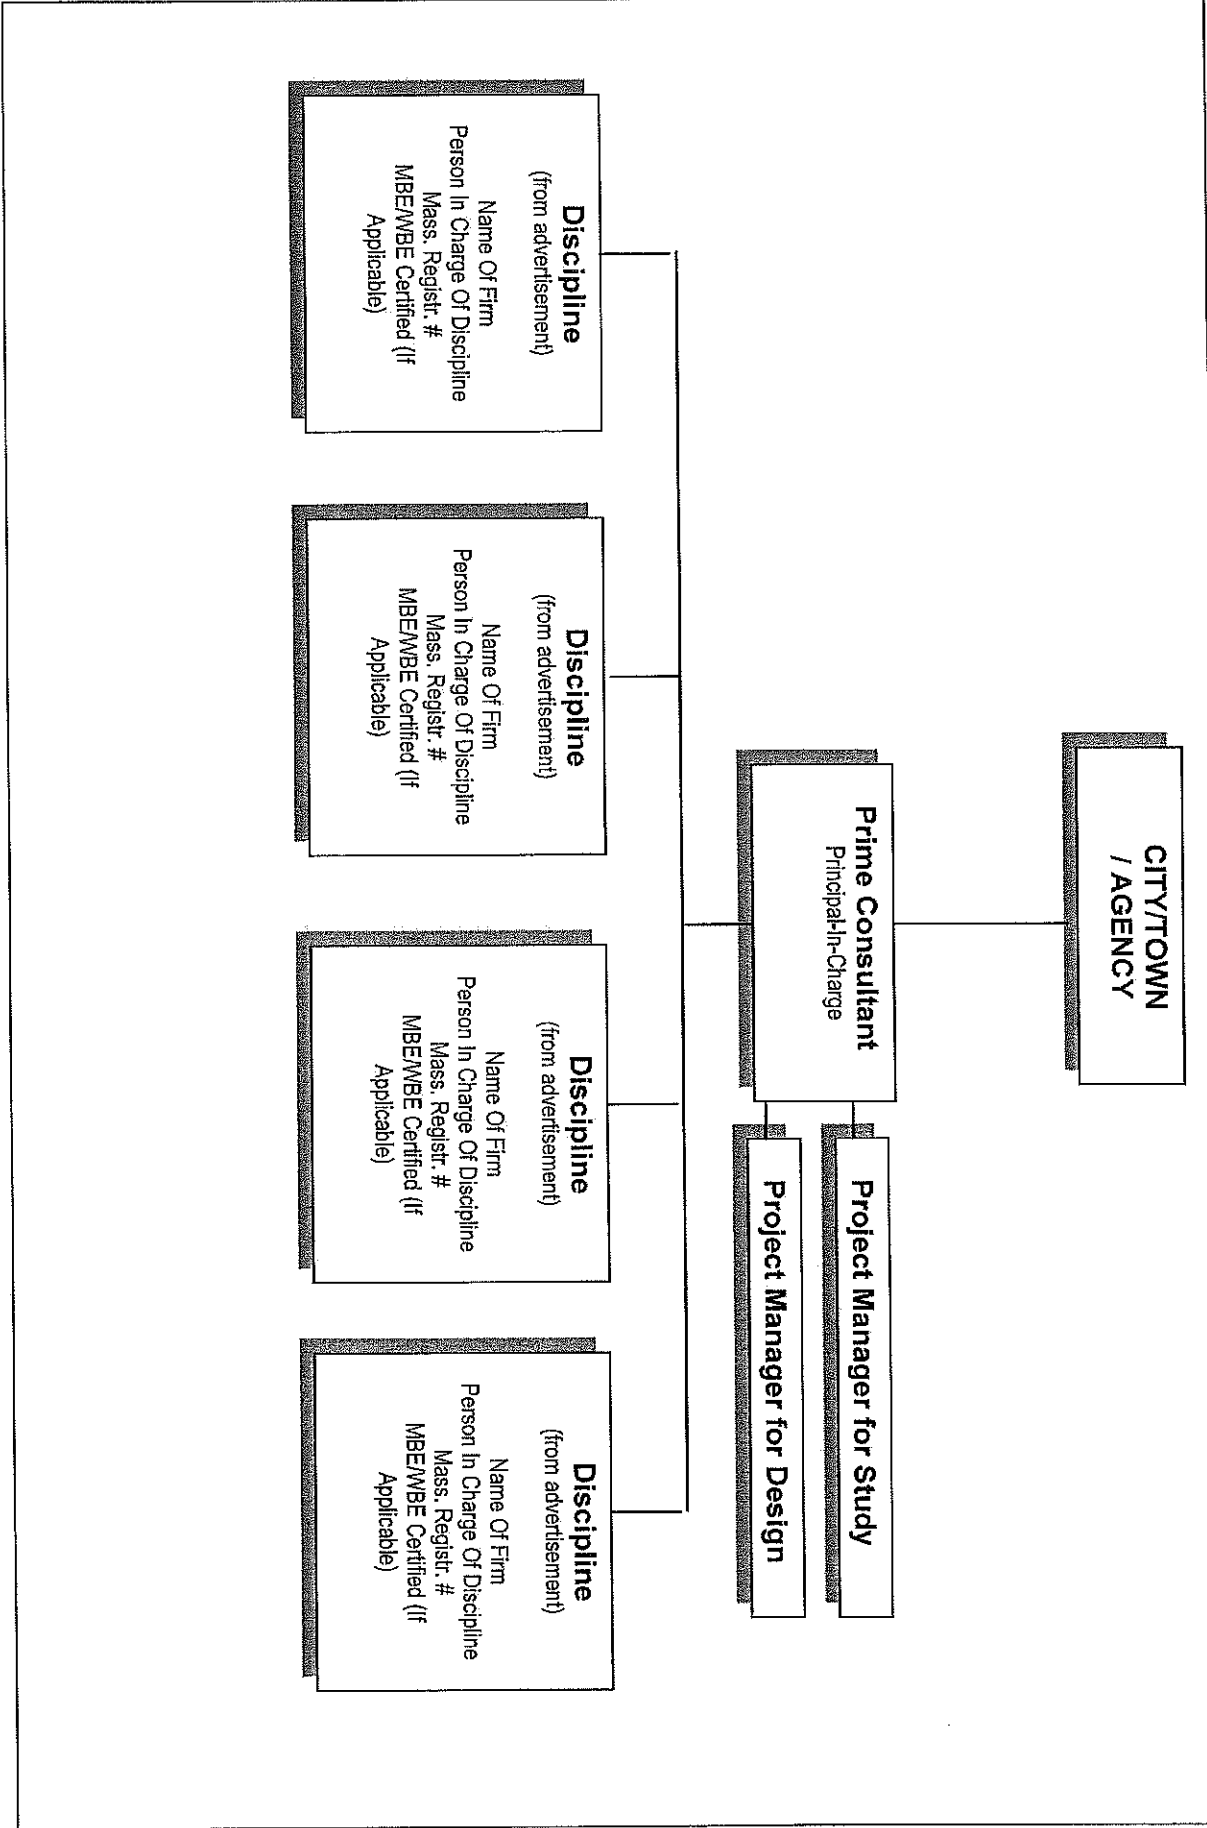 CITY/TOWN
/ AGENCY
Prime Consultant
Principal-In-Charge
Project Manager for Study
Project Manager for Design
Discipline
(from advertisement)
Name Of Firm
Person In Charge Of Discipline
Mass. Registr. #
MBE/WBE Certified (If
Applicable)
Discipline
(from advertisement)
Name Of Firm
Person In Charge Of Discipline
Mass. Registr. #
MBE/WBE Certified (If
Applicable)
Discipline
(from advertisement)
Name Of Firm
Person In Charge Of Discipline
Mass. Registr. #
MBE/WBE Certified (If
Applicable)
Discipline
(from advertisement)
Name Of Firm
Person In Charge Of Discipline
Mass. Registr. #
MBE/WBE Certified (If
Applicable)